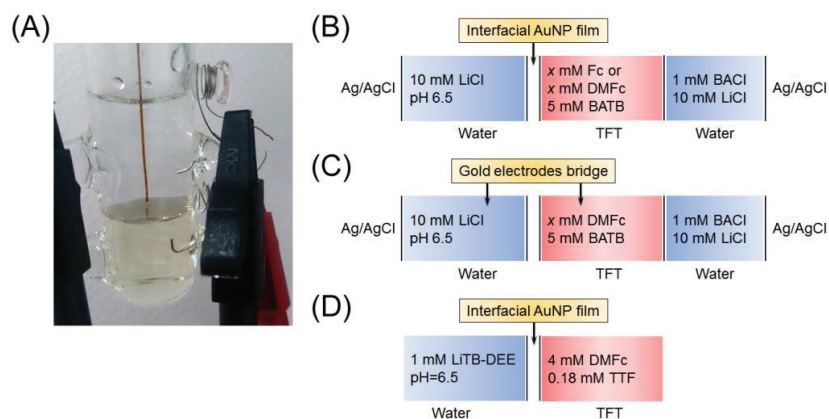 (A)
(B)
Interfacial AuNP film
Ag/AgCl
10 mM LiCl
pH 6.5
x mM Fc or
x mM DMFc
5 mM BATB
1 mM BACl
10 mM LiCl
Ag/AgCl
Water
TFT
Water
(C)
Gold electrodes bridge
Ag/AgCl
10 mM LiCl
pH 6.5
x mM DMFc
5 mM BATB
1 mM BACl
10 mM LiCl
Ag/AgCl
Water
TFT
Water
(D)
Interfacial AuNP film
1 mM LiTB-DEE
pH=6.5
4 mM DMFc
0.18 mM TTF
Water
TFT